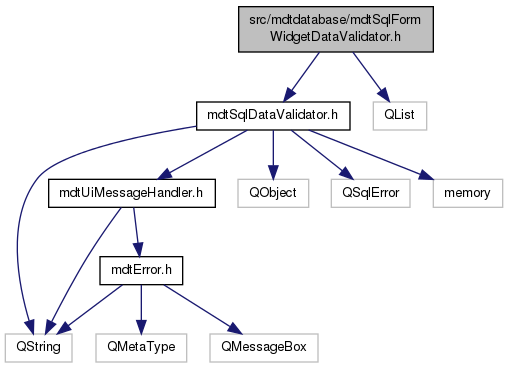 src/mdtdatabase/mdtSqlForm
WidgetDataValidator.h
mdtSqlDataValidator.h
QList
mdtUiMessageHandler.h
QObject
QSqlError
memory
mdtError.h
QString
QMetaType
QMessageBox